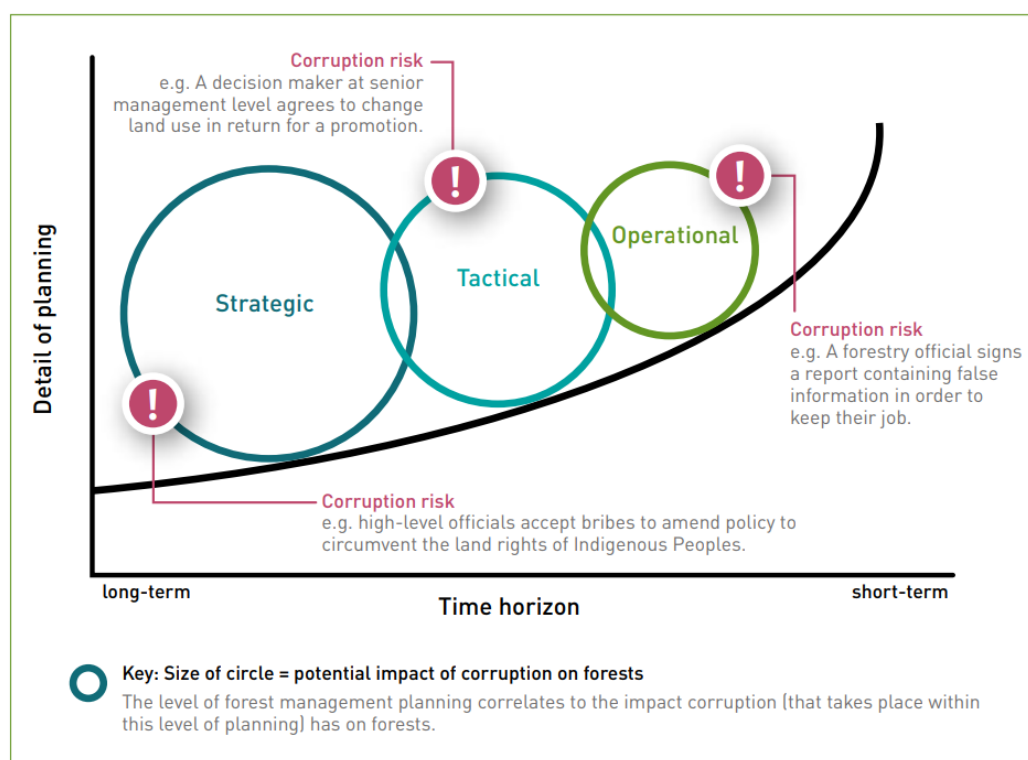 Corruption risk
e.g. A decision maker at senior
management level agrees to change
land use in return for a promotion.
!
!
Operational
Tactical
Strategic
Detail of planning
!
Corruption risk
e.g. A forestry official signs
a report containing false
information in order to
keep their job.
Corruption risk
e.g. high-level officials accept bribes to amend policy to
circumvent the land rights of Indigenous Peoples.
long-term
Time horizon
short-term
Key: Size of circle = potential impact of corruption on forests
The level of forest management planning correlates to the impact corruption (that takes place within
this level of planning) has on forests.